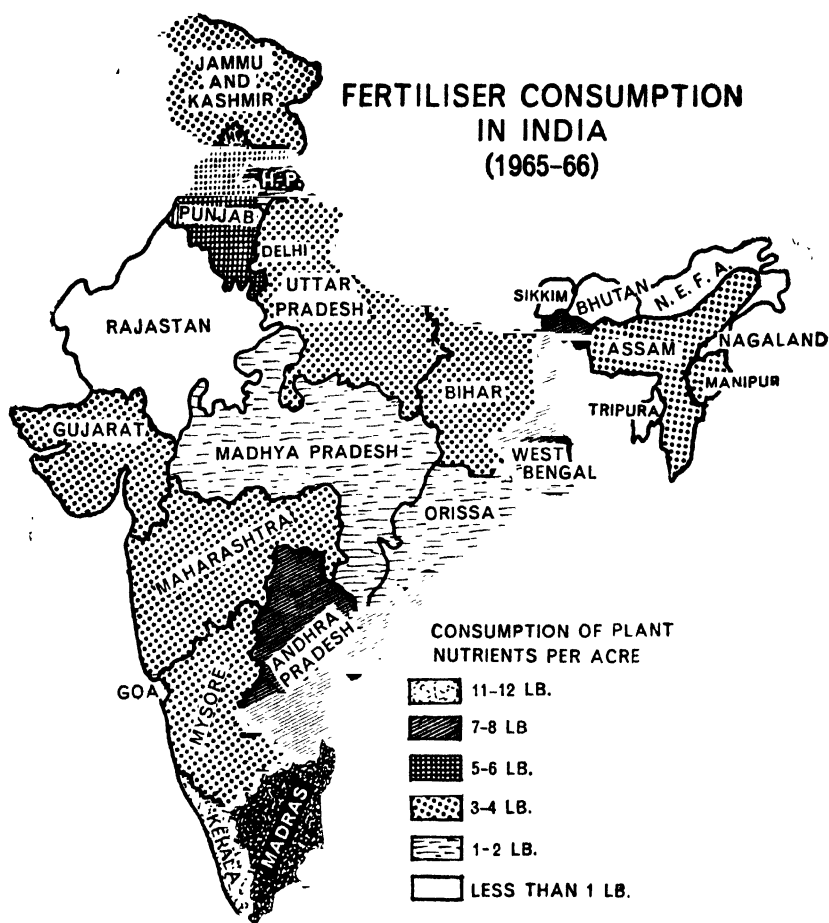 JAMMU
AND
KASHMIR
FERTILISER CONSUMPTION
IN INDIA
(1965-66)
H.P.
H.P.
PUNJAB
DELHI
UTTAR
PRADESH
RAJASTAN
SIKKIM
BHUTAN
N.E.F.A.
NAGALAND
ASSAM
MANIPUR
TRIPURA
BIHAR
GUJARAT
MADHYA PRADESH
WEST
BENGAL
ORISSA
MAHARASHTRA
ANDHRA
PRADESH
GOA
MYSORE
KERALA
MADRAS
CONSUMPTION OF PLANT
NUTRIENTS PER ACRE
11-12 LB.
7-8 LB
5-6 LB.
3-4 LB.
1-2 LB.
LESS THAN 1 LB.